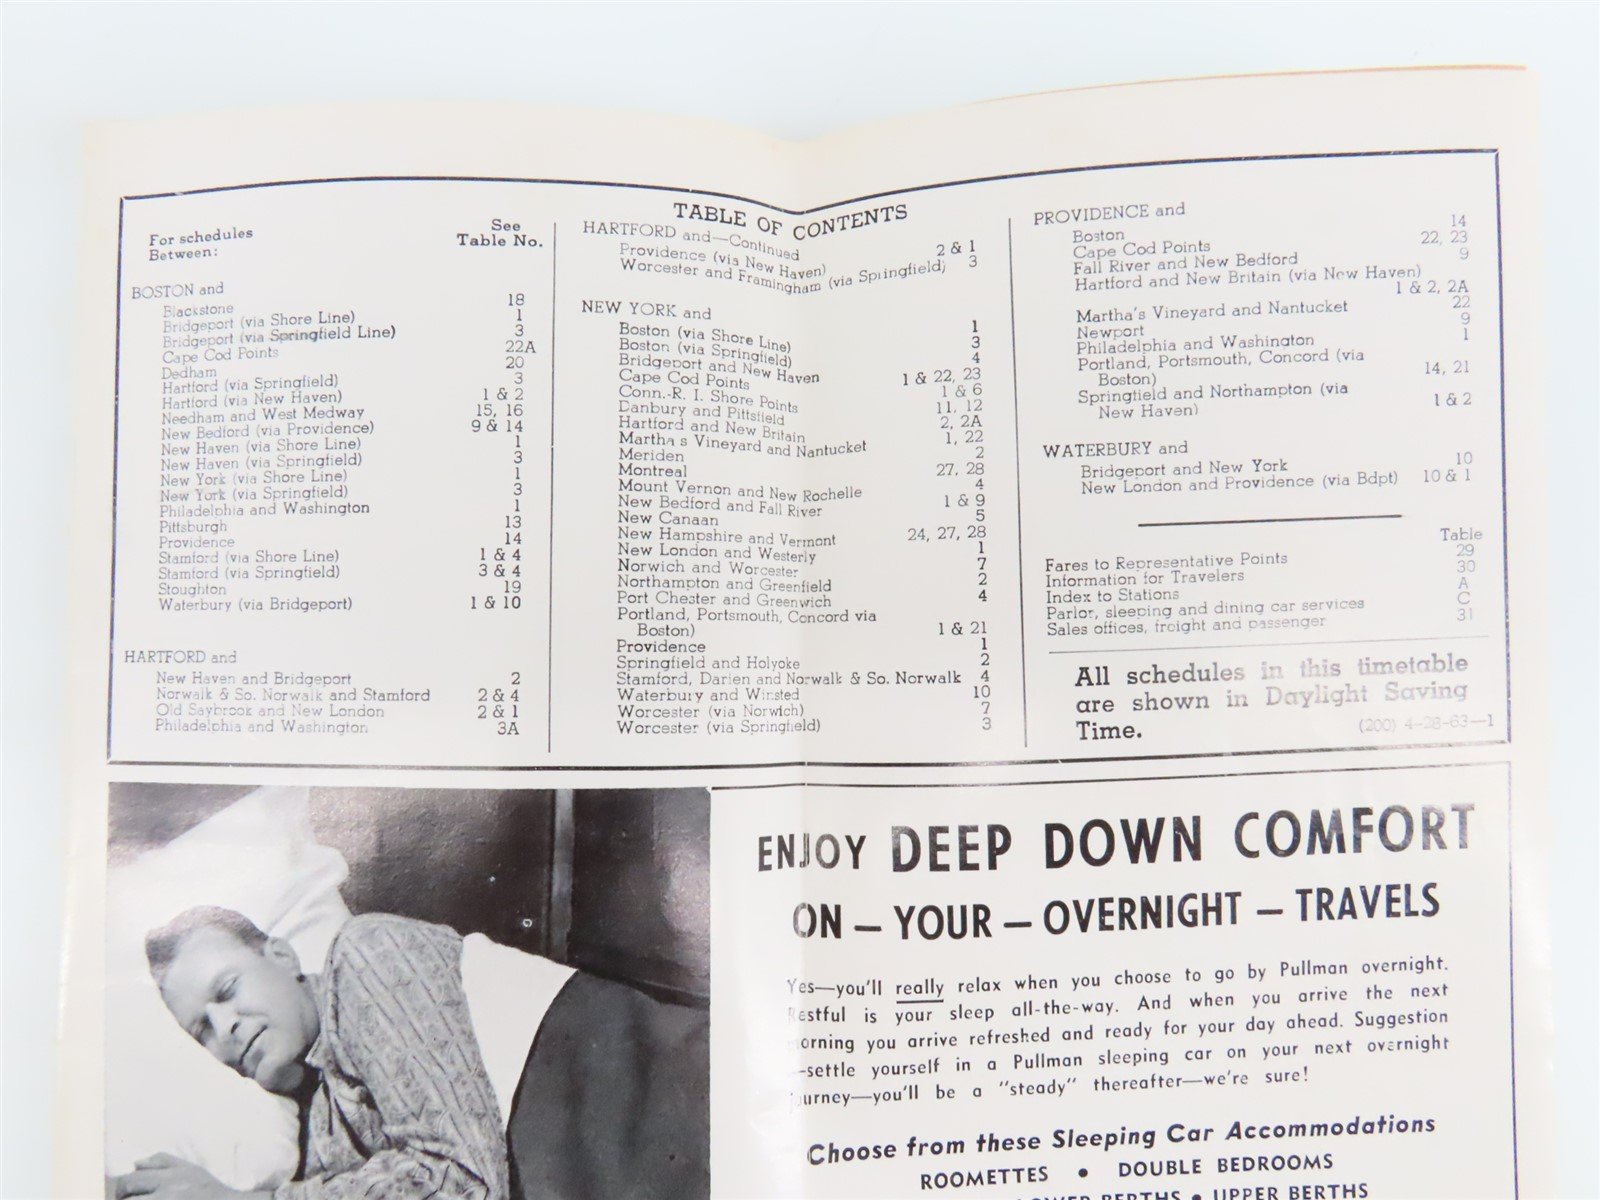 TABLE OF CONTENTS
For schedules
Between:
See
Table No.
BOSTON and
Blackstone 18
Bridgeport (via Shore Line) 1
Bridgeport (via Springfield Line) 3
Cape Cod Points 22A
Dedham 20
Hartford (via Springfield) 3
Hartford (via New Haven) 1 & 2
Needham and West Medway 15, 16
New Bedford (via Providence) 9 & 14
New Haven (via Shore Line) 1
New Haven (via Springfield) 3
New York (via Shore Line) 1
New York (via Springfield) 3
Philadelphia and Washington 1
Pittsburgh 13
Providence 14
Stamford (via Shore Line) 1 & 4
Stamford (via Springfield) 3 & 4
Stoughton 19
Waterbury (via Bridgeport) 1 & 10
HARTFORD and
New Haven and Bridgeport 2
Norwalk & So. Norwalk and Stamford 2 & 4
Old Saybrook and New London 2 & 1
Philadelphia and Washington 3A
HARTFORD and—Continued
Providence (via New Haven) 2 & 1
Worcester and Framingham (via Springfield) 3
NEW YORK and
Boston (via Shore Line) 1
Boston (via Springfield) 3
Bridgeport and New Haven 4
Cape Cod Points 1 & 22, 23
Conn.-R. I. Shore Points 1 & 6
Danbury and Pittsfield 11, 12
Hartford and New Britain 2, 2A
Martha's Vineyard and Nantucket 1, 22
Meriden 2
Montreal 27, 28
Mount Vernon and New Rochelle 4
New Bedford and Fall River 1 & 9
New Canaan 5
New Hampshire and Vermont 24, 27, 28
New London and Westerly 1
Norwich and Worcester 7
Northampton and Greenfield 2
Port Chester and Greenwich 4
Portland, Portsmouth, Concord via
Boston) 1 & 21
Providence 1
Springfield and Holyoke 2
Stamford, Darien and Norwalk & So. Norwalk 4
Waterbury and Winsted 10
Worcester (via Norwich) 7
Worcester (via Springfield) 3
PROVIDENCE and
Boston 14
Cape Cod Points 22, 23
Fall River and New Bedford 9
Hartford and New Britain (via New Haven)
1 & 2, 2A
Martha's Vineyard and Nantucket 22
Newport 9
Philadelphia and Washington 1
Portland, Portsmouth, Concord (via
Boston) 14, 21
Springfield and Northampton (via
New Haven) 1 & 2
WATERBURY and
Bridgeport and New York 10
New London and Providence (via Bdpt) 10 & 1
Table
Fares to Representative Points 29
Information for Travelers 30
Index to Stations A
Parlor, sleeping and dining car services C
Sales offices, freight and passenger 31
All schedules in this timetable
are shown in Daylight Saving
Time. (200) 4-28-63—1
ENJOY DEEP DOWN COMFORT
ON — YOUR — OVERNIGHT — TRAVELS
Yes—you'll really relax when you choose to go by Pullman overnight.
Restful is your sleep all-the-way. And when you arrive the next
morning you arrive refreshed and ready for your day ahead. Suggestion
—settle yourself in a Pullman sleeping car on your next overnight
journey—you'll be a "steady" thereafter—we're sure!
Choose from these Sleeping Car Accommodations
ROOMETTES • DOUBLE BEDROOMS
LOWER BERTHS • UPPER BERTHS